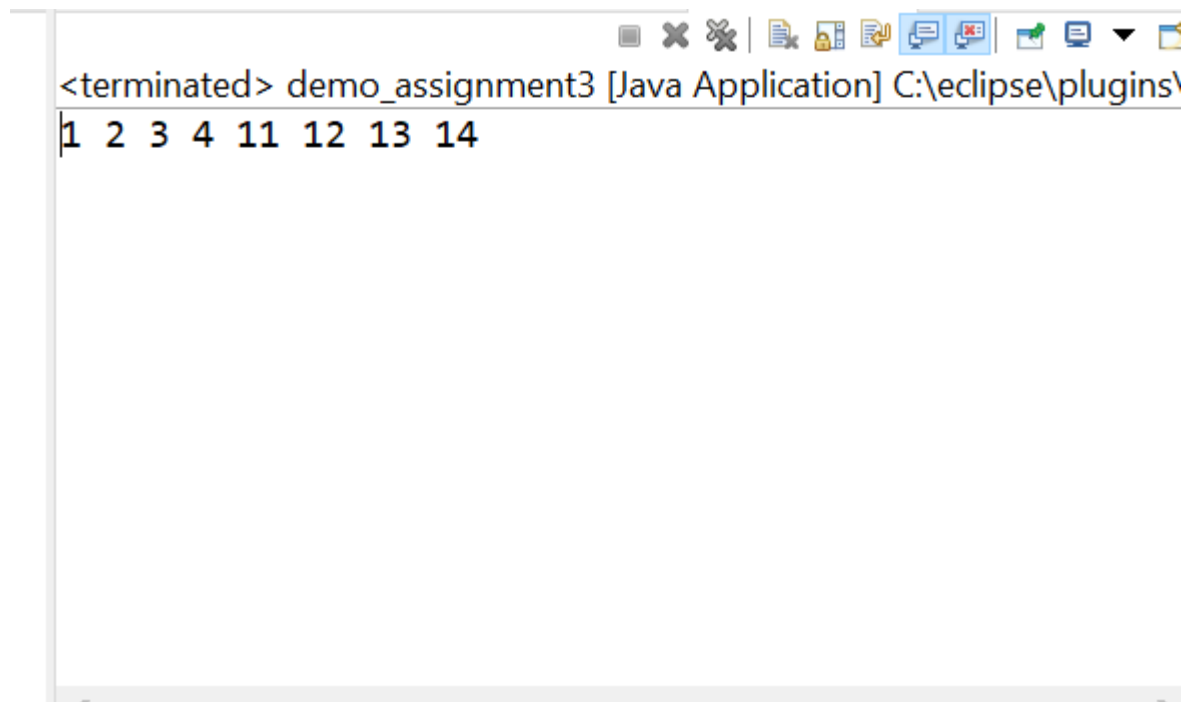 <terminated> demo_assignment3 [Java Application] C:\eclipse\plugins\
1 2 3 4 11 12 13 14